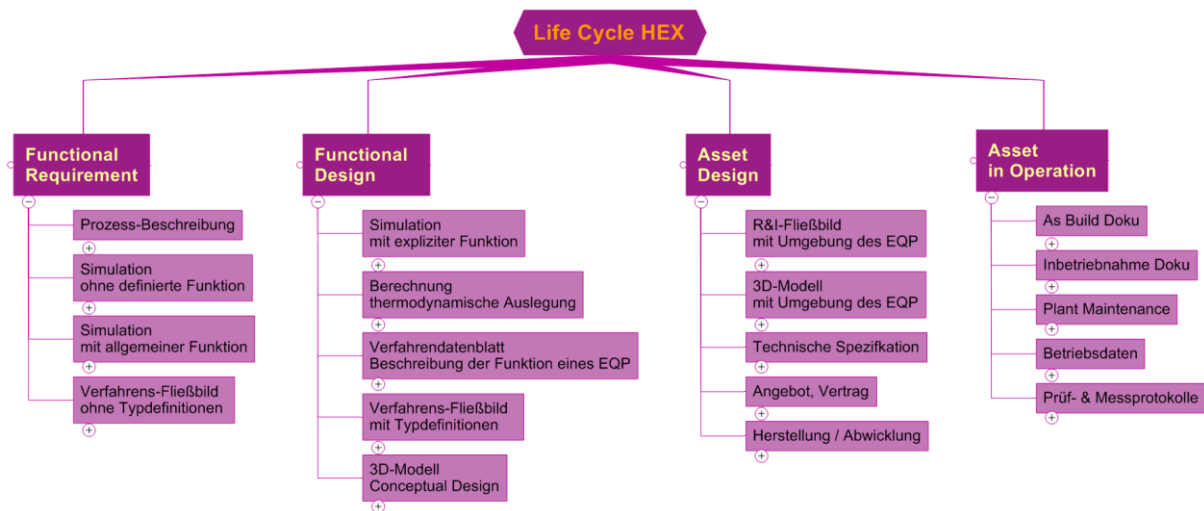 Life Cycle HEX
Functional
Requirement
Prozess-Beschreibung
Simulation
ohne definierte Funktion
Simulation
mit allgemeiner Funktion
Verfahrens-Fließbild
ohne Typdefinitionen
Functional
Design
Simulation
mit expliziter Funktion
Berechnung
thermodynamische Auslegung
Verfahrendatenblatt
Beschreibung der Funktion eines EQP
Verfahrens-Fließbild
mit Typdefinitionen
3D-Modell
Conceptual Design
Asset
Design
R&I-Fließbild
mit Umgebung des EQP
3D-Modell
mit Umgebung des EQP
Technische Spezifkation
Angebot, Vertrag
Herstellung / Abwicklung
Asset
in Operation
As Build Doku
Inbetriebnahme Doku
Plant Maintenance
Betriebsdaten
Prüf- & Messprotokolle